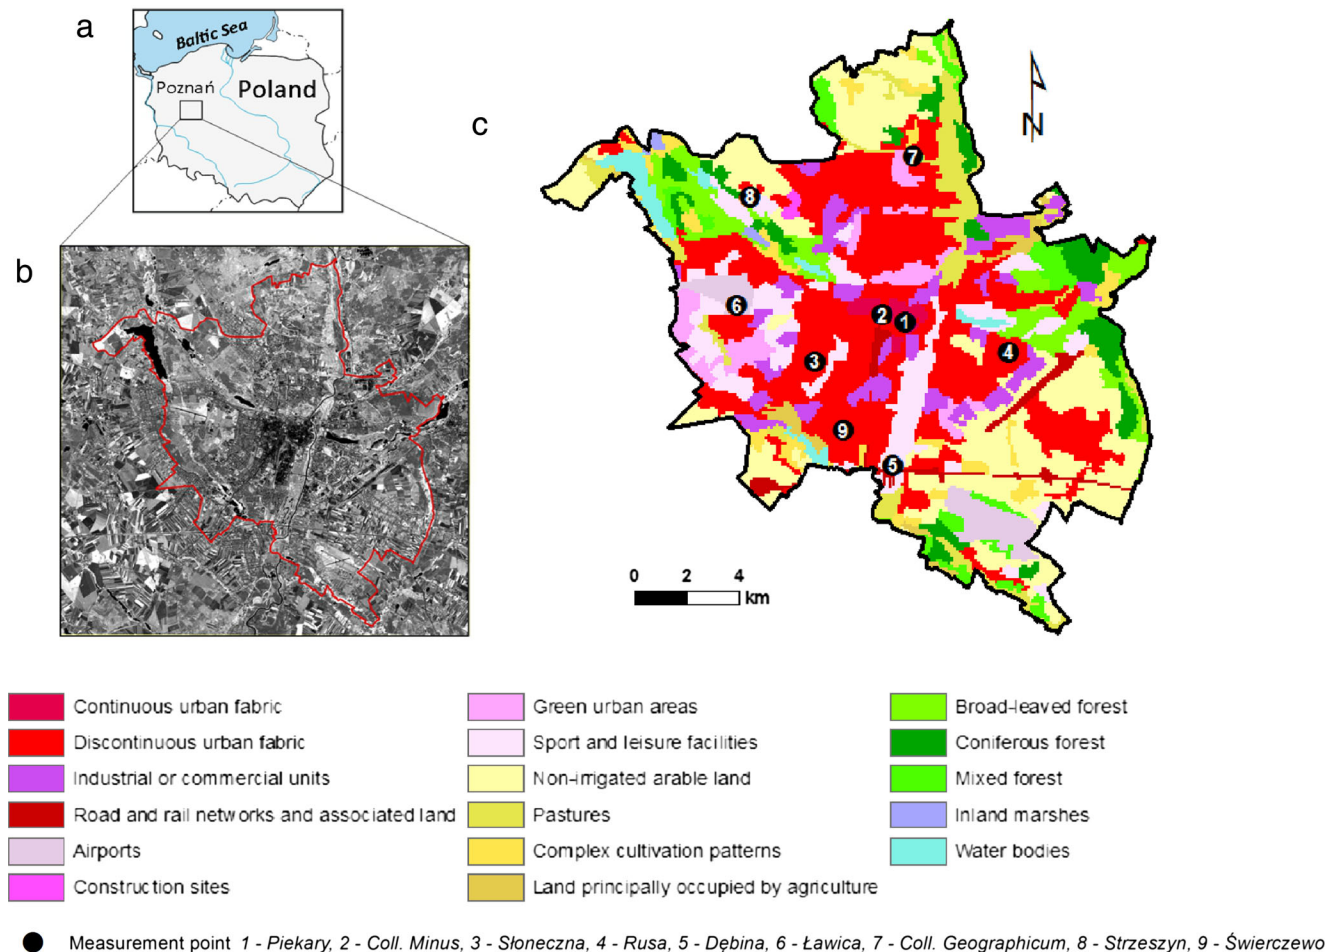 a
Baltic Sea
Poznań
Poland
b
c
N
7
8
6
2
1
3
4
9
5
0 2 4
km
Continuous urban fabric
Discontinuous urban fabric
Industrial or commercial units
Road and rail networks and associated land
Airports
Construction sites
Green urban areas
Sport and leisure facilities
Non-irrigated arable land
Pastures
Complex cultivation patterns
Land principally occupied by agriculture
Broad-leaved forest
Coniferous forest
Mixed forest
Inland marshes
Water bodies
Measurement point 1 - Piekary, 2 - Coll. Minus, 3 - Słoneczna, 4 - Rusa, 5 - Dębina, 6 - Ławica, 7 - Coll. Geographicum, 8 - Strzeszyn, 9 - Świerczewo